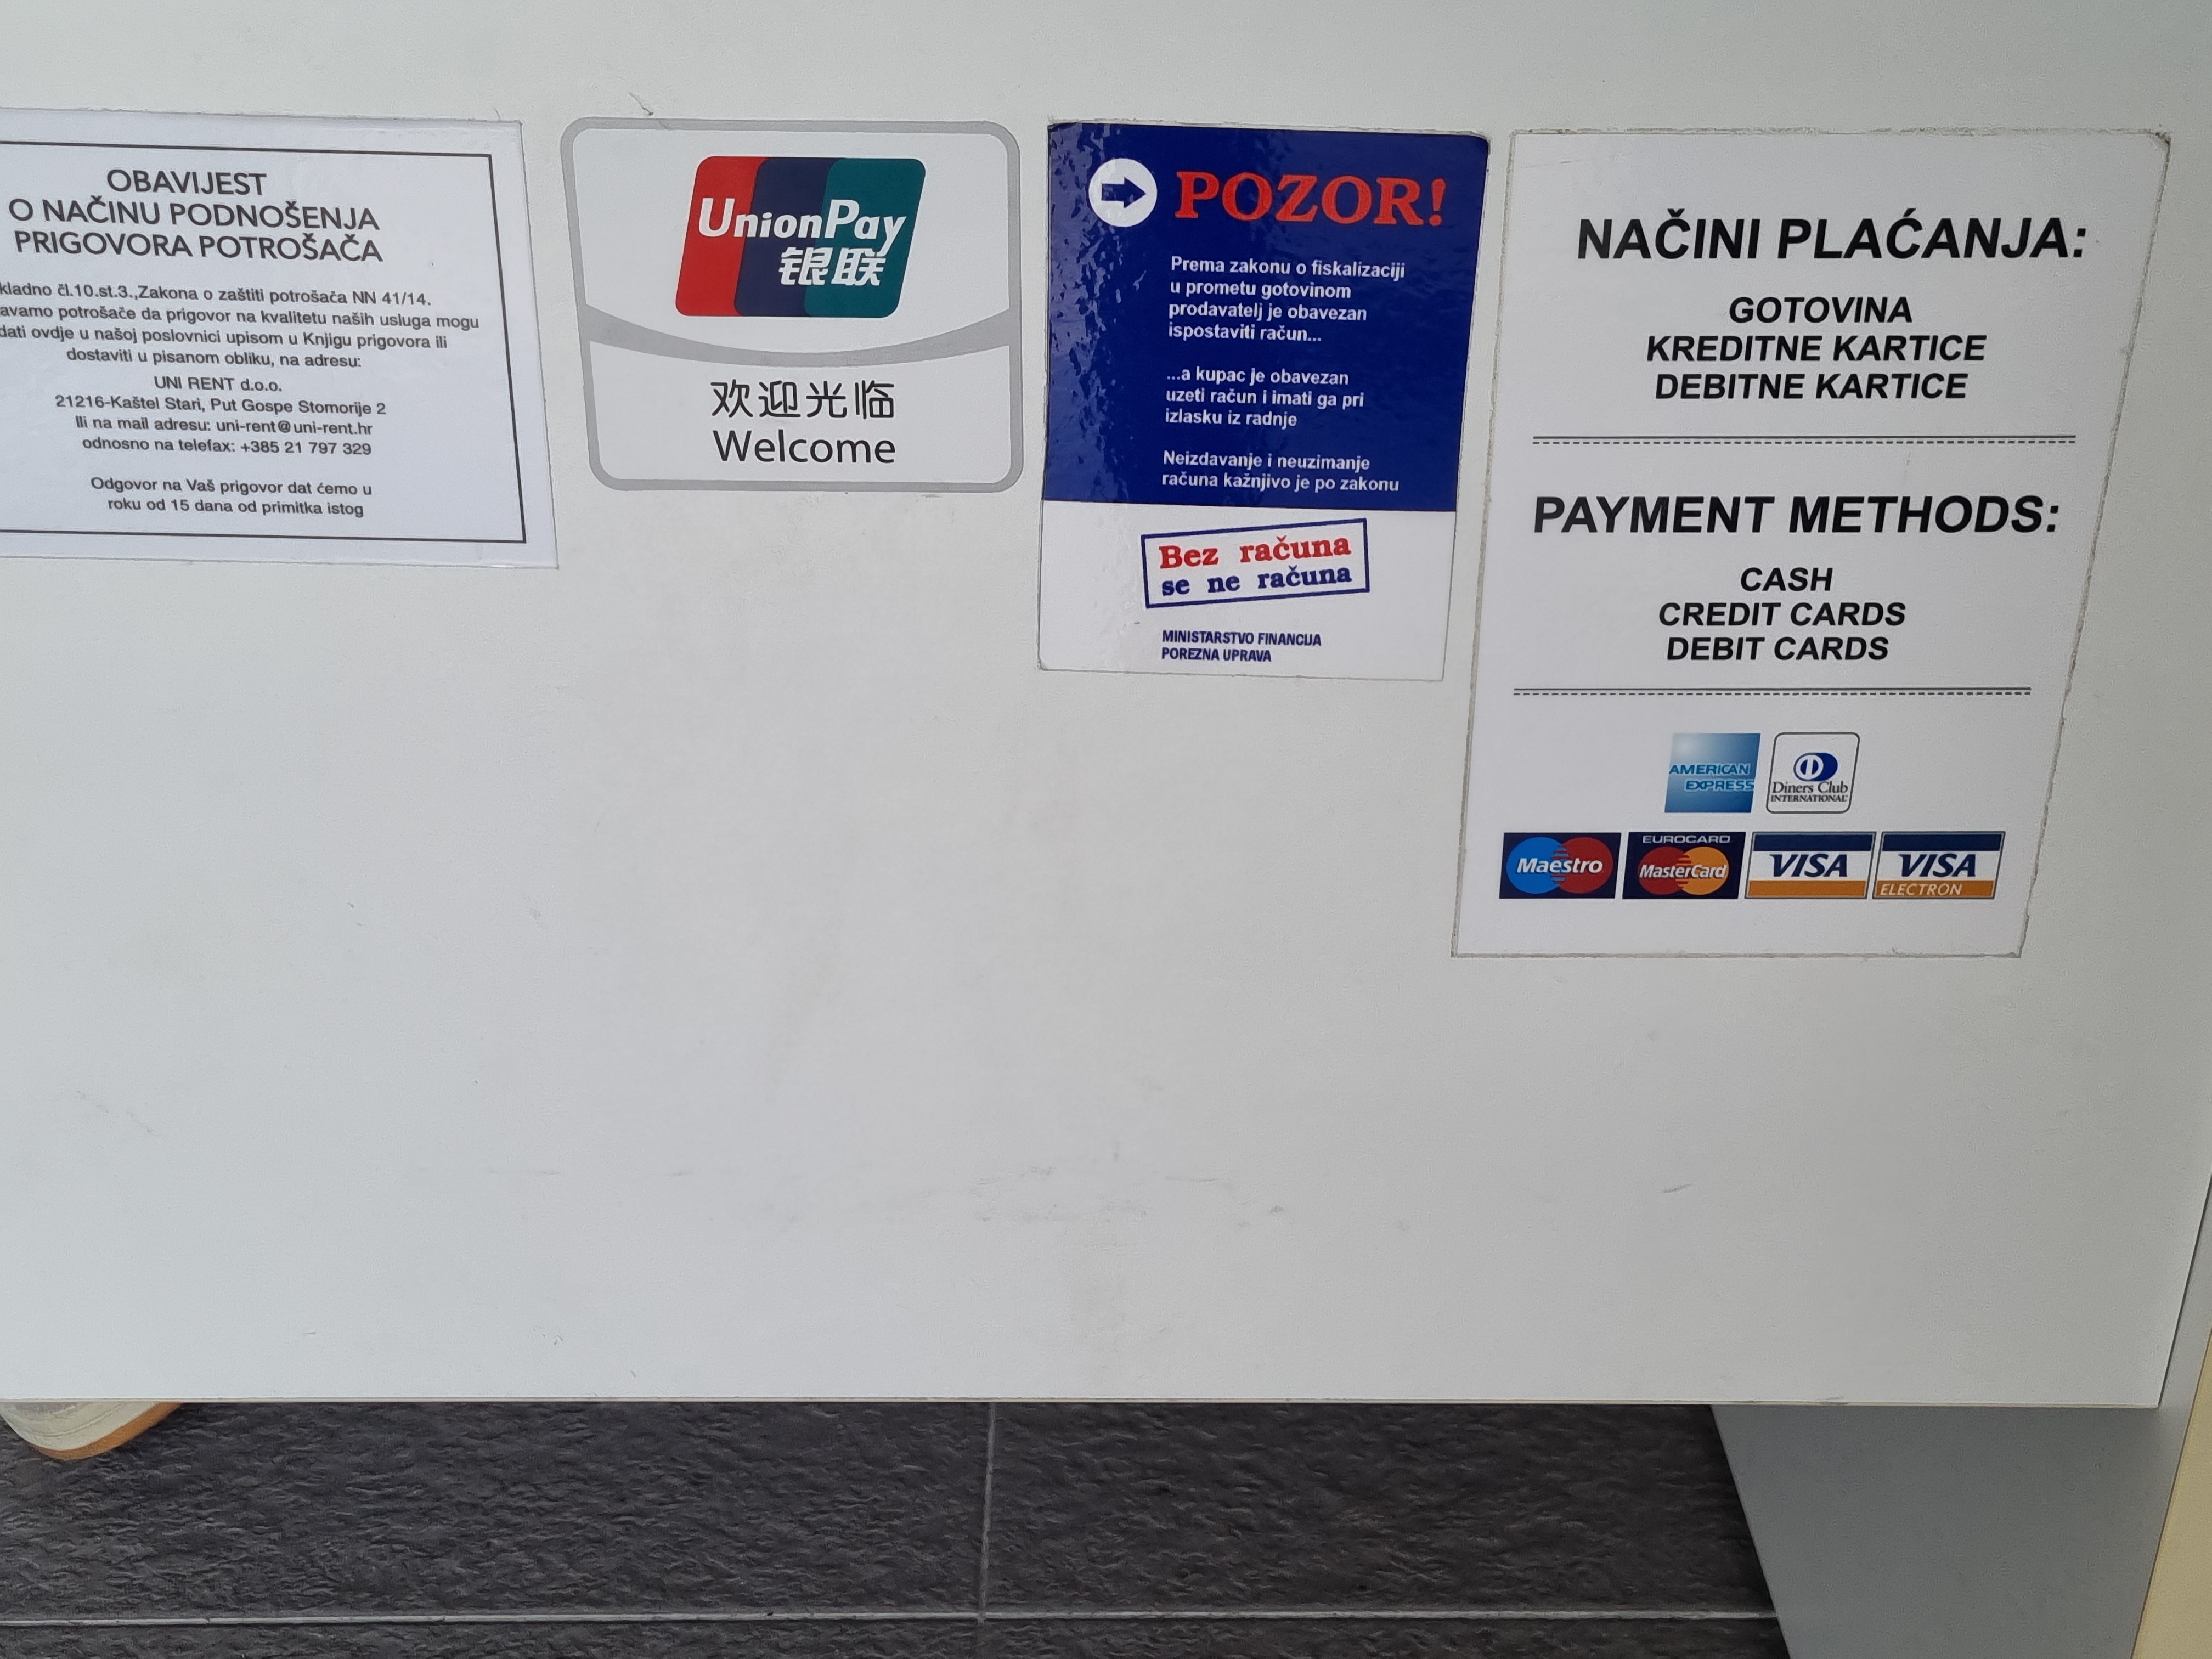 OBAVIJEST
O NAČINU PODNOŠENJA
PRIGOVORA POTROŠAČA
čl.10.st.3.,Zakona o zaštiti potrošača NN 41/14.
potrošače da prigovor na kvalitetu naših usluga mogu
ovdje u našoj poslovnici upisom u Knjigu prigovora ili
dostaviti u pisanom obliku, na adresu:
UNI RENT d.o.o.
21216-Kaštel Stari, Put Gospe Stomorije 2
Ili na mail adresu: uni-rent@uni-rent.hr
odnosno na telefax: +385 21 797 329
Odgovor na Vaš prigovor dat ćemo u
roku od 15 dana od primitka istog
UnionPay
银联
欢迎光临
Welcome
POZOR!
Prema zakonu o fiskalizaciji
u prometu gotovinom
prodavatelj je obavezan
ispostaviti račun...
...a kupac je obavezan
uzeti račun i imati ga pri
izlasku iz radnje
Neizdavanje i neuzimanje
računa kažnjivo je po zakonu
Bez računa
se ne računa
MINISTARSTVO FINANCIJA
POREZNA UPRAVA
NAČINI PLAĆANJA:
GOTOVINA
KREDITNE KARTICE
DEBITNE KARTICE
PAYMENT METHODS:
CASH
CREDIT CARDS
DEBIT CARDS
AMERICAN
EXPRESS
Diners Club
INTERNATIONAL
Maestro
EUROCARD
MasterCard
VISA
VISA
ELECTRON